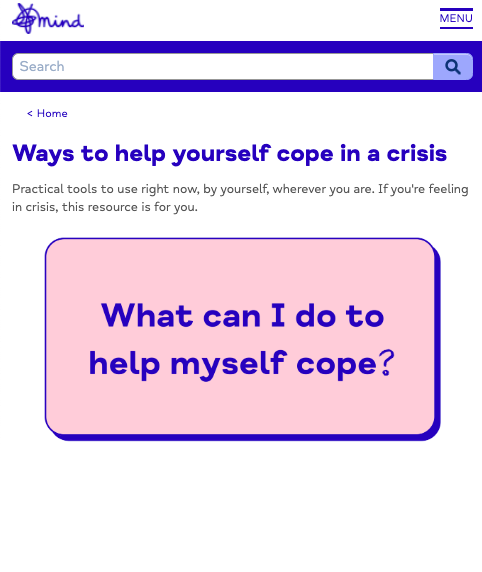 mind
MENU
Search
< Home
Ways to help yourself cope in a crisis
Practical tools to use right now, by yourself, wherever you are. If you're feeling
in crisis, this resource is for you.
What can I do to
help myself cope?